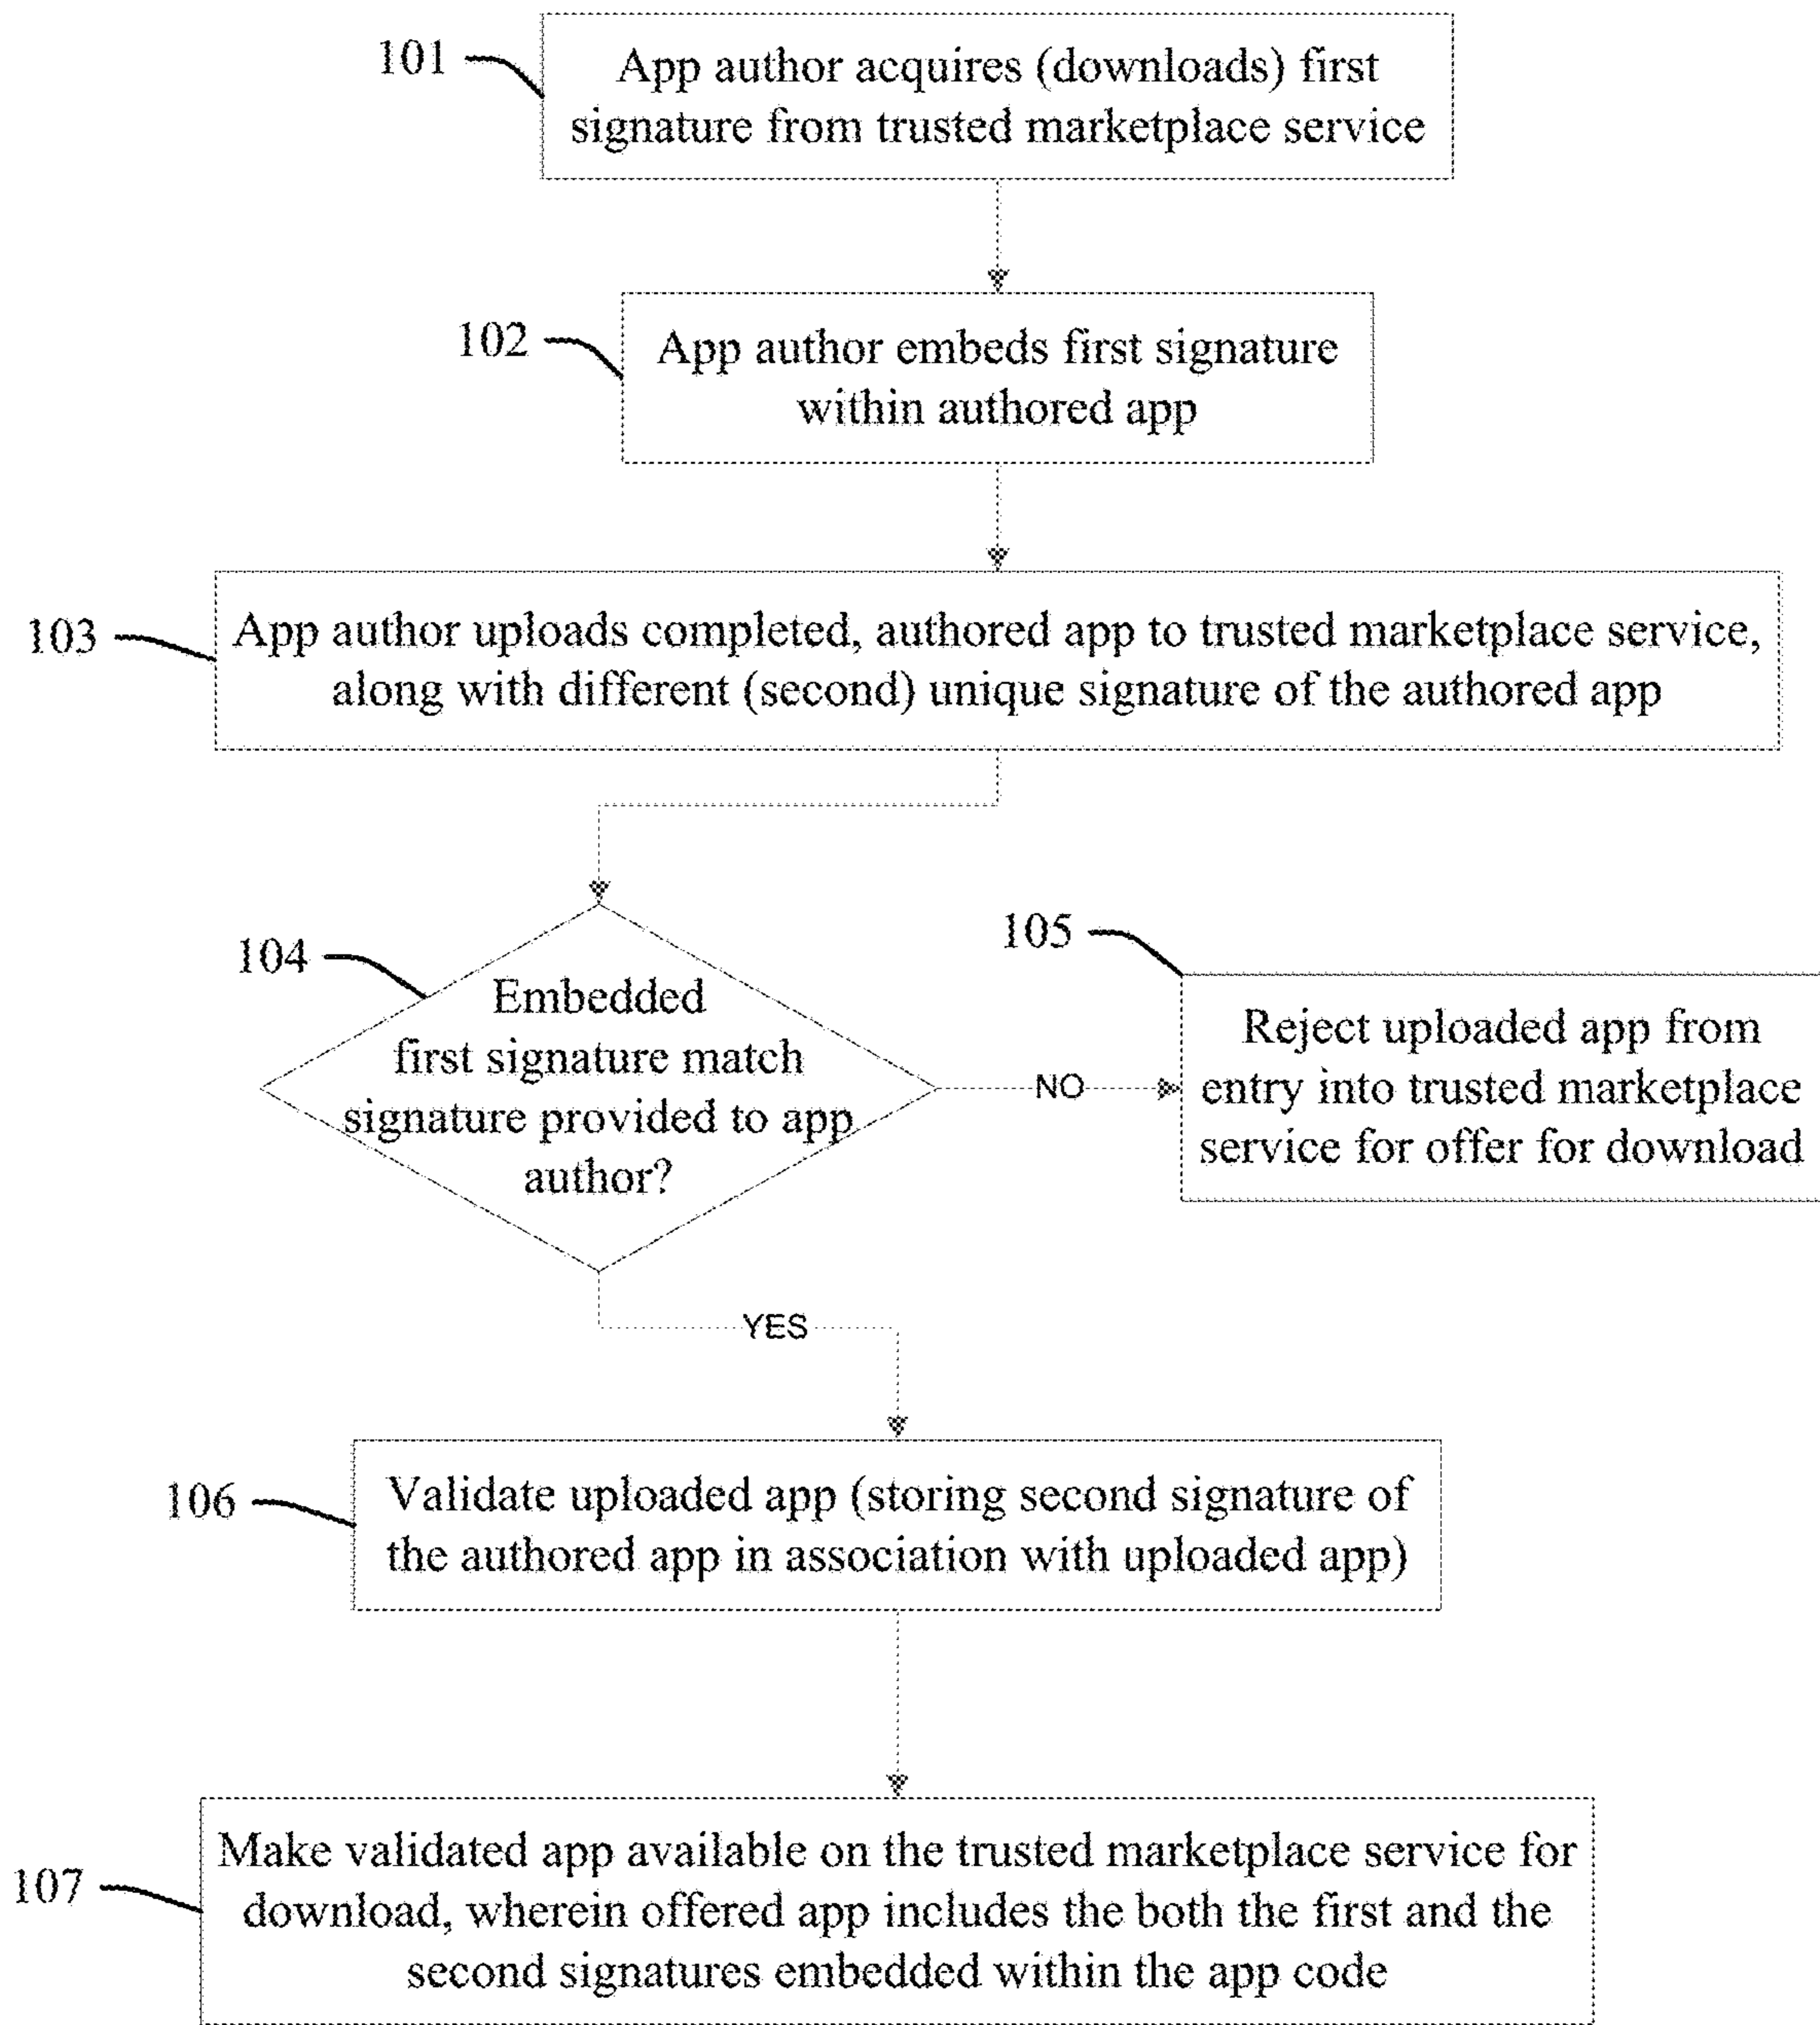 101
App author acquires (downloads) first
signature from trusted marketplace service
102
App author embeds first signature
within authored app
103
App author uploads completed, authored app to trusted marketplace service,
along with different (second) unique signature of the authored app
104
Embedded
first signature match
signature provided to app
author?
NO
105
Reject uploaded app from
entry into trusted marketplace
service for offer for download
YES
106
Validate uploaded app (storing second signature of
the authored app in association with uploaded app)
107
Make validated app available on the trusted marketplace service for
download, wherein offered app includes the both the first and the
second signatures embedded within the app code